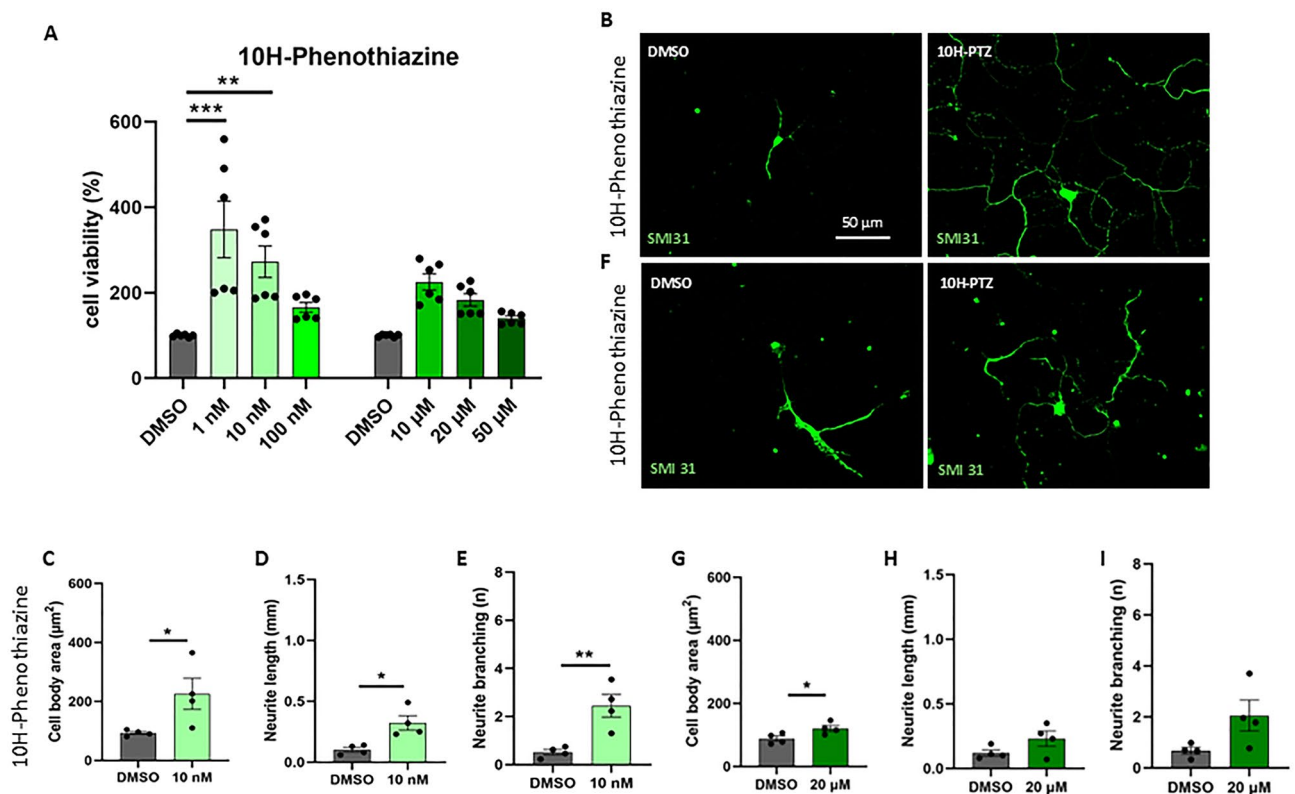 A
10H-Phenothiazine
**
***
cell viability (%)
600
400
200
0
DMSO
1 nM
10 nM
100 nM
DMSO
10 µM
20 µM
50 µM
B
10H-Phenothiazine
DMSO
SMI31
50 µm
10H-PTZ
SMI31
F
10H-Phenothiazine
DMSO
SMI 31
10H-PTZ
SMI 31
10H-Phenothiazine
C
Cell body area (µm²)
600
400
200
0
*
DMSO
10 nM
D
Neurite length (mm)
1.5
1.0
0.5
0.0
*
DMSO
10 nM
E
Neurite branching (n)
8
6
4
2
0
**
DMSO
10 nM
G
Cell body area (µm²)
600
400
200
0
*
DMSO
20 µM
H
Neurite length (mm)
1.5
1.0
0.5
0.0
DMSO
20 µM
I
Neurite branching (n)
8
6
4
2
0
DMSO
20 µM